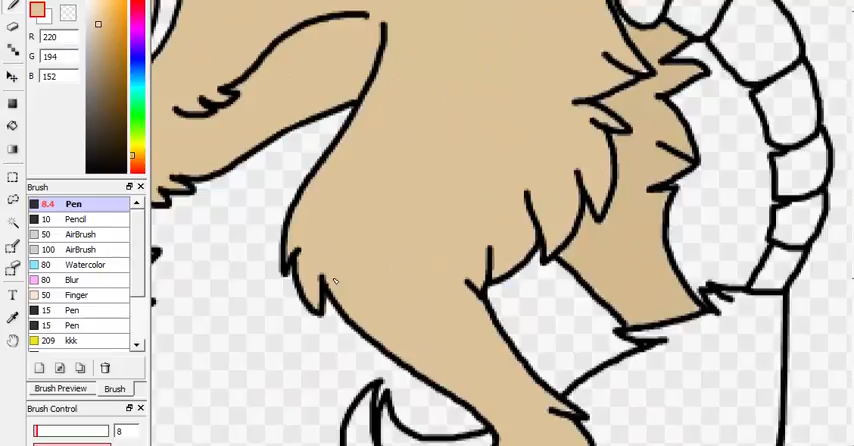 R 220
G 194
B 152
Brush
8.4 Pen
10 Pencil
50 AirBrush
100 AirBrush
80 Watercolor
80 Blur
50 Finger
15 Pen
15 Pen
209 kkk
Brush Preview Brush
Brush Control
8
T